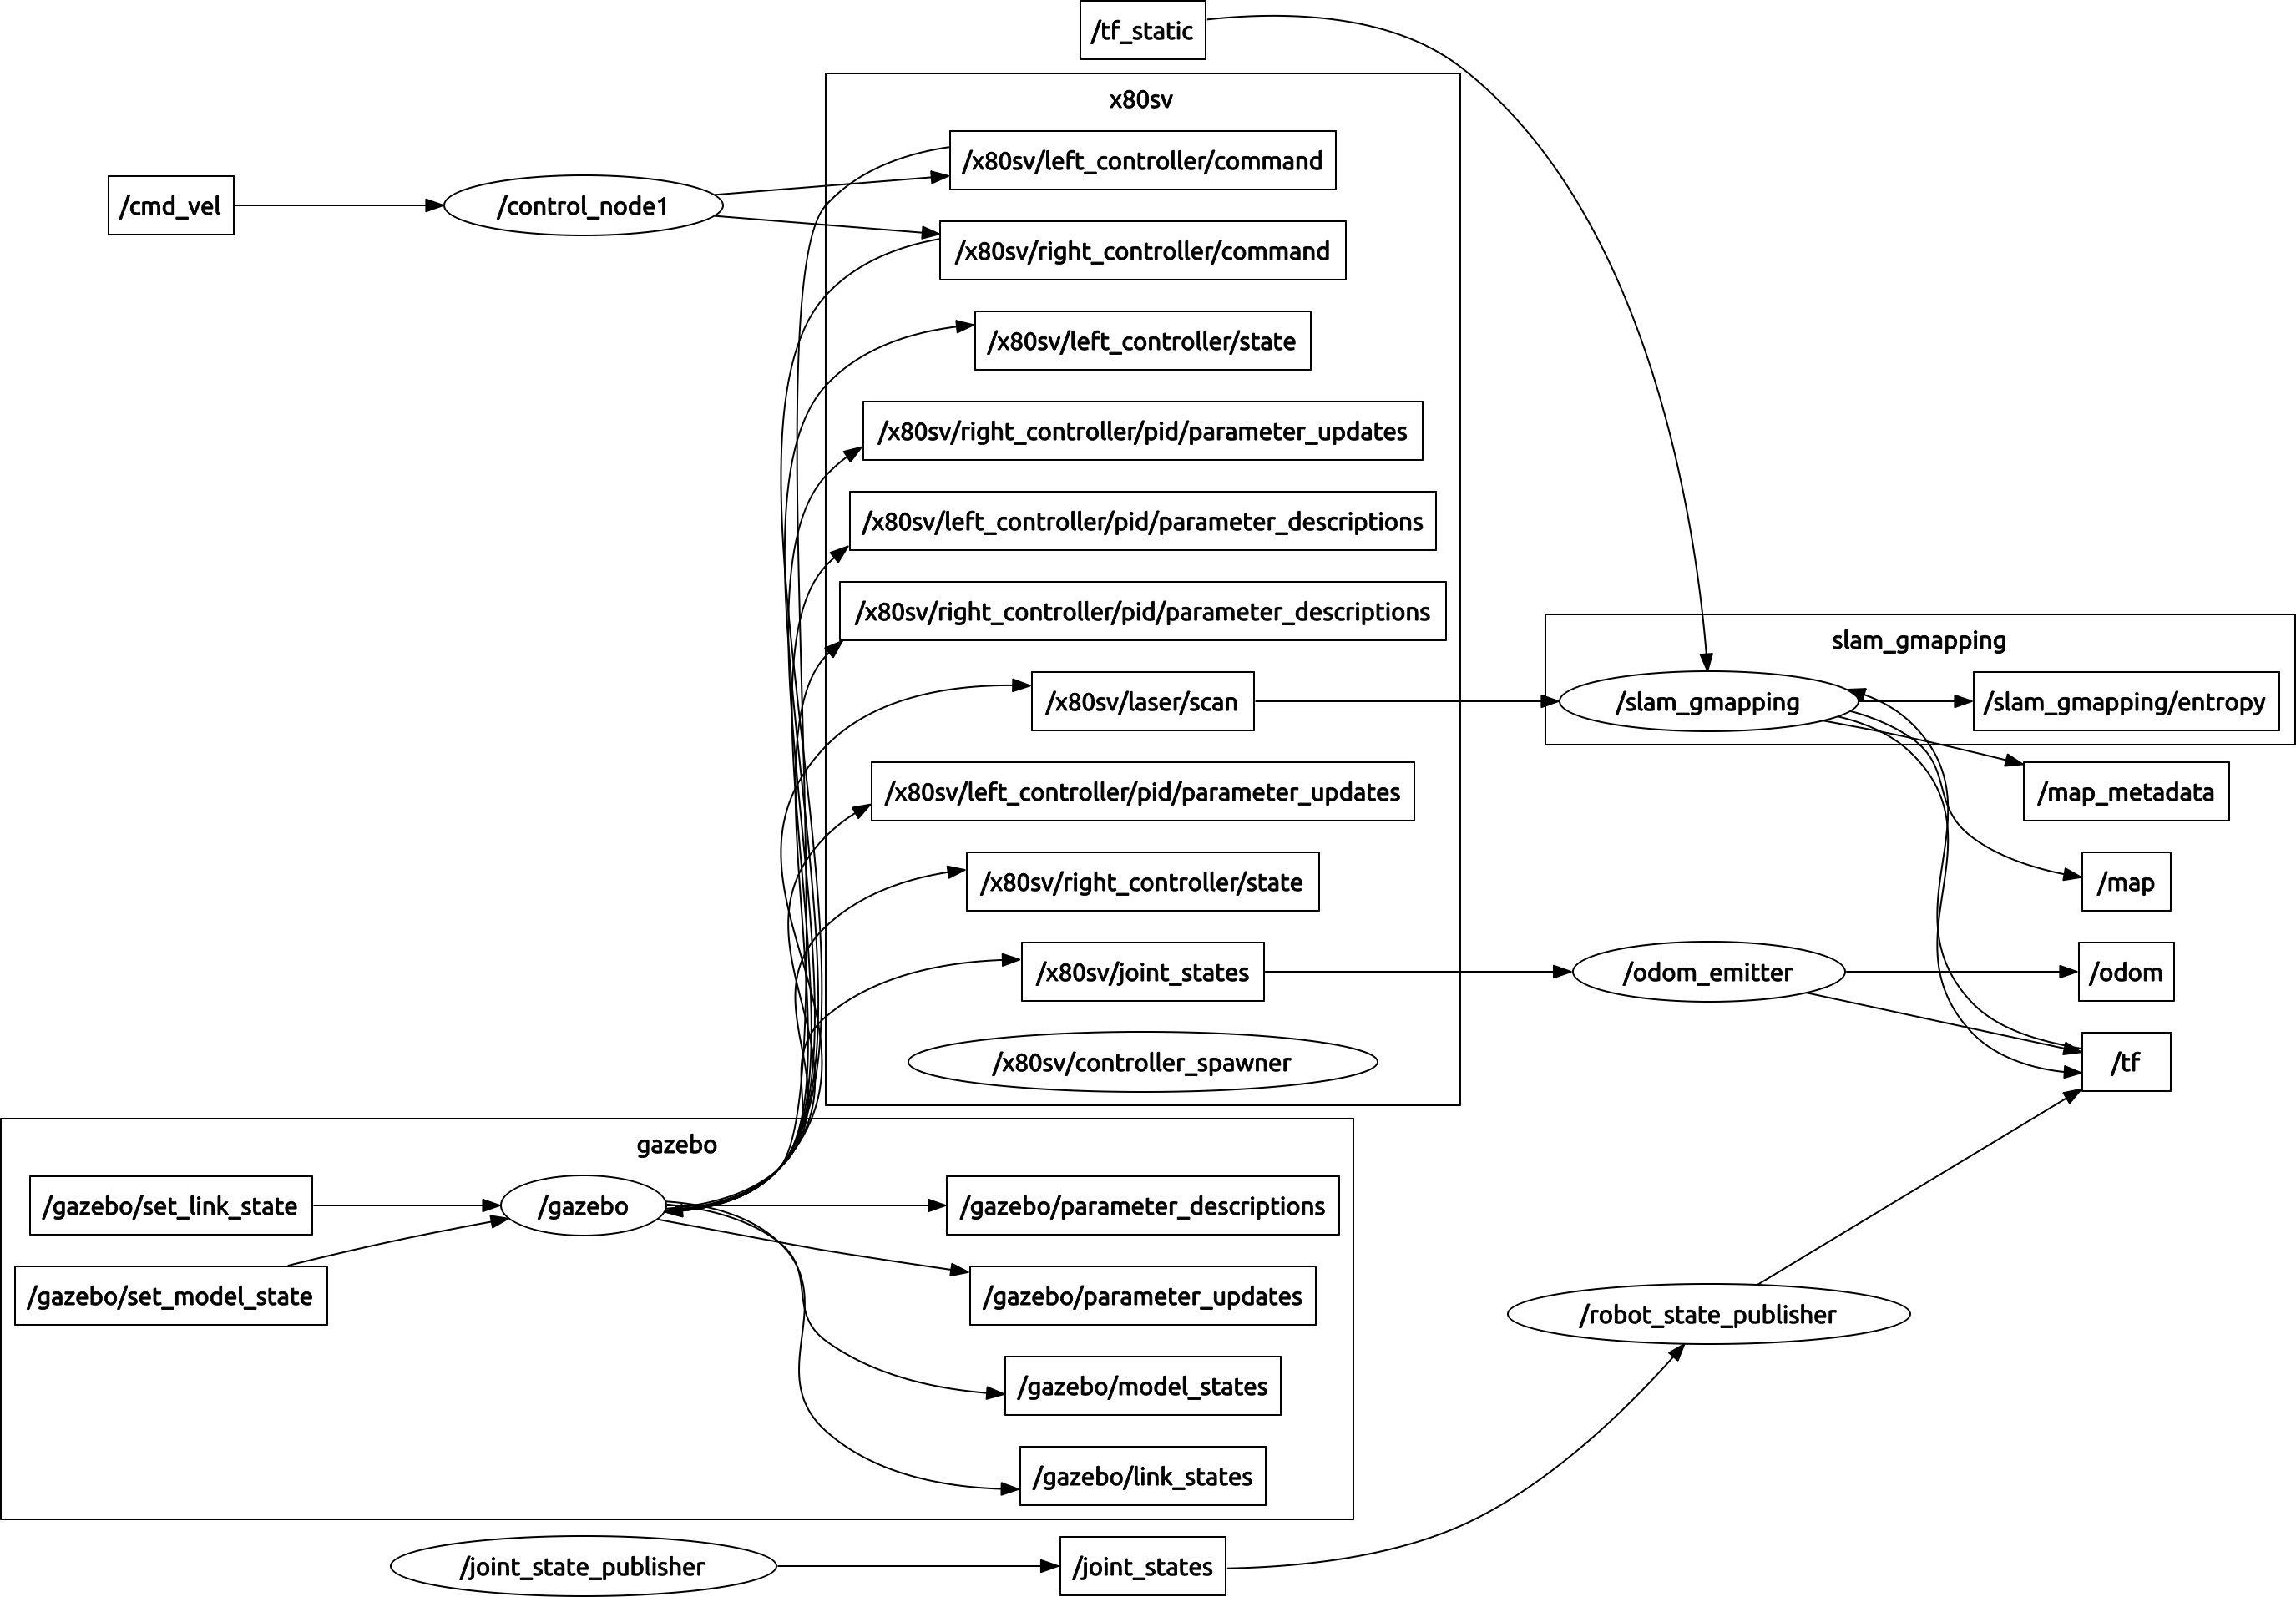 /tf_static
x80sv
/x80sv/left_controller/command
/cmd_vel
/control_node1
/x80sv/right_controller/command
/x80sv/left_controller/state
/x80sv/right_controller/pid/parameter_updates
/x80sv/left_controller/pid/parameter_descriptions
/x80sv/right_controller/pid/parameter_descriptions
slam_gmapping
/x80sv/laser/scan
/slam_gmapping
/slam_gmapping/entropy
/x80sv/left_controller/pid/parameter_updates
/map_metadata
/x80sv/right_controller/state
/map
/x80sv/joint_states
/odom_emitter
/odom
/x80sv/controller_spawner
/tf
gazebo
/gazebo/set_link_state
/gazebo
/gazebo/parameter_descriptions
/gazebo/set_model_state
/gazebo/parameter_updates
/robot_state_publisher
/gazebo/model_states
/gazebo/link_states
/joint_state_publisher
/joint_states